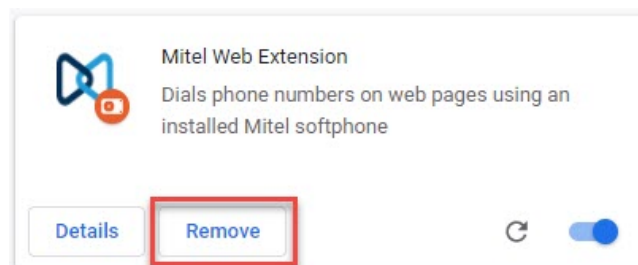 Mitel Web Extension
Dials phone numbers on web pages using an
installed Mitel softphone
Details
Remove